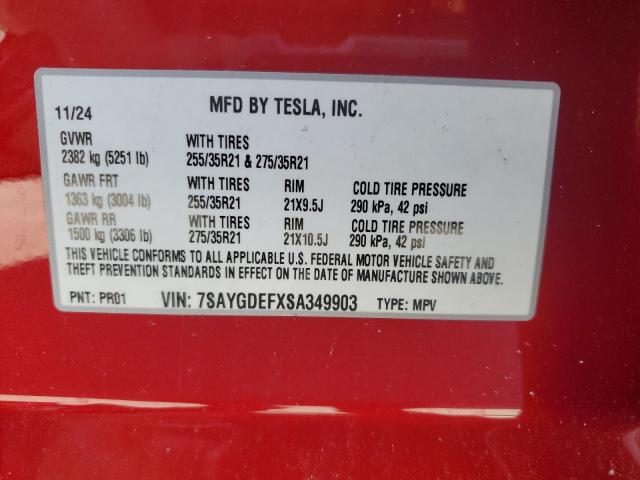 11/24 MFD BY TESLA, INC.
GVWR WITH TIRES
2382 kg (5251 lb) 255/35R21 & 275/35R21
GAWR FRT WITH TIRES RIM COLD TIRE PRESSURE
1363 kg (3004 lb) 255/35R21 21X9.5J 290 kPa, 42 psi
GAWR RR WITH TIRES RIM COLD TIRE PRESSURE
1500 kg (3306 lb) 275/35R21 21X10.5J 290 kPa, 42 psi
THIS VEHICLE CONFORMS TO ALL APPLICABLE U.S. FEDERAL MOTOR VEHICLE SAFETY AND
THEFT PREVENTION STANDARDS IN EFFECT ON THE DATE OF MANUFACTURE SHOWN ABOVE.
PNT: PR01 VIN: 7SAYGDEFXSA349903 TYPE: MPV